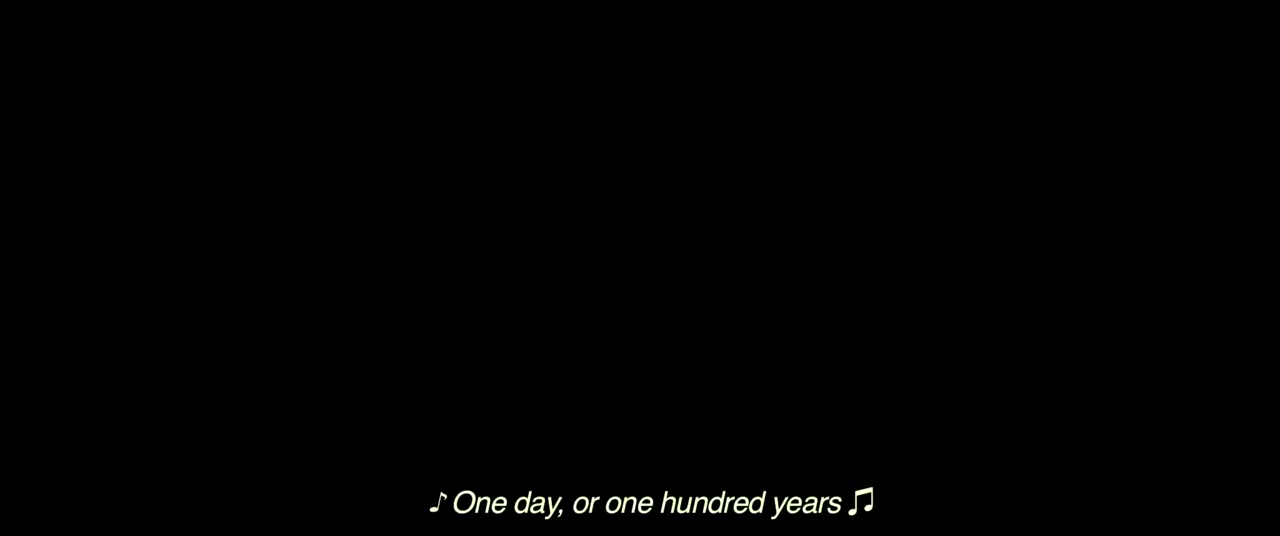 ♪ One day, or one hundred years ♫